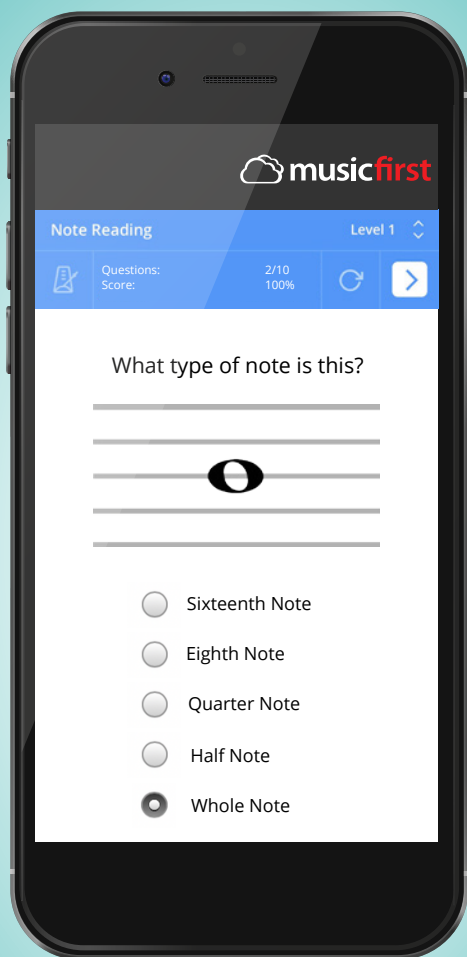 musicfirst
Note Reading Level 1
Questions: 2/10
Score: 100%
What type of note is this?
Sixteenth Note
Eighth Note
Quarter Note
Half Note
Whole Note